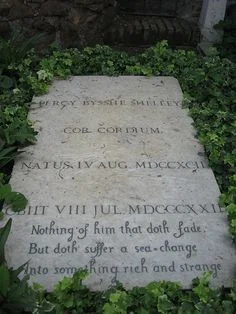 PERCY BYSSHE SHELLEY
COR CORDIUM
NATUS IV AUG. MDCCXCII
OBIIT VIII JUL. MDCCCXXII
Nothing of him that doth fade,
But doth suffer a sea-change
Into something rich and strange